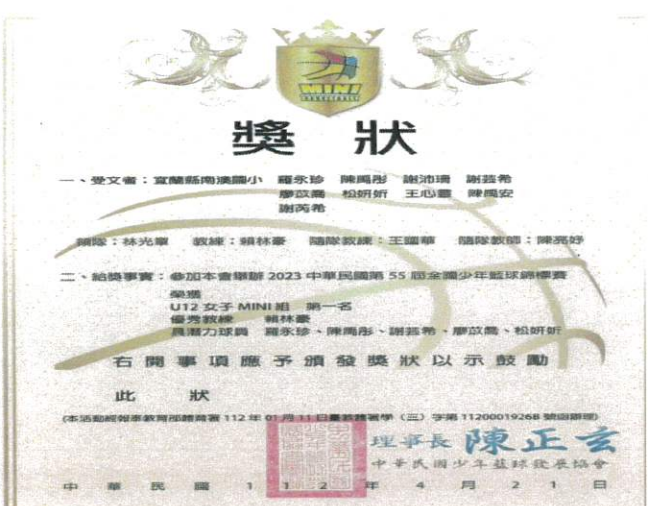 MINI
BASKETBALL
獎 狀
一、受文者：宜蘭縣南澳國小 羅永珍 陳禹彤 謝沛珊 謝芸希
廖苡喬 松妍妡 王心薏 陳禹安
謝芮希
領隊：林光輝 教練：賴林豪 隨隊教練：王國華 隨隊教師：陳亮妤
二、給獎事實：參加本會舉辦 2023 中華民國第 55 屆全國少年籃球錦標賽
榮獲
U12 女子 MINI 組 第一名
優秀教練 賴林豪
具潛力球員 羅永珍、陳禹彤、謝芸希、廖苡喬、松妍妡
右開事項應予頒發獎狀以示鼓勵
此 狀
(本活動經報奉教育部體育署 112 年 01 月 11 日臺教體署學（三）字第 1120001926B 號函辦理)
理事長 陳正玄
中華民國少年籃球發展協會
中 華 民 國 1 1 2 年 4 月 2 1 日